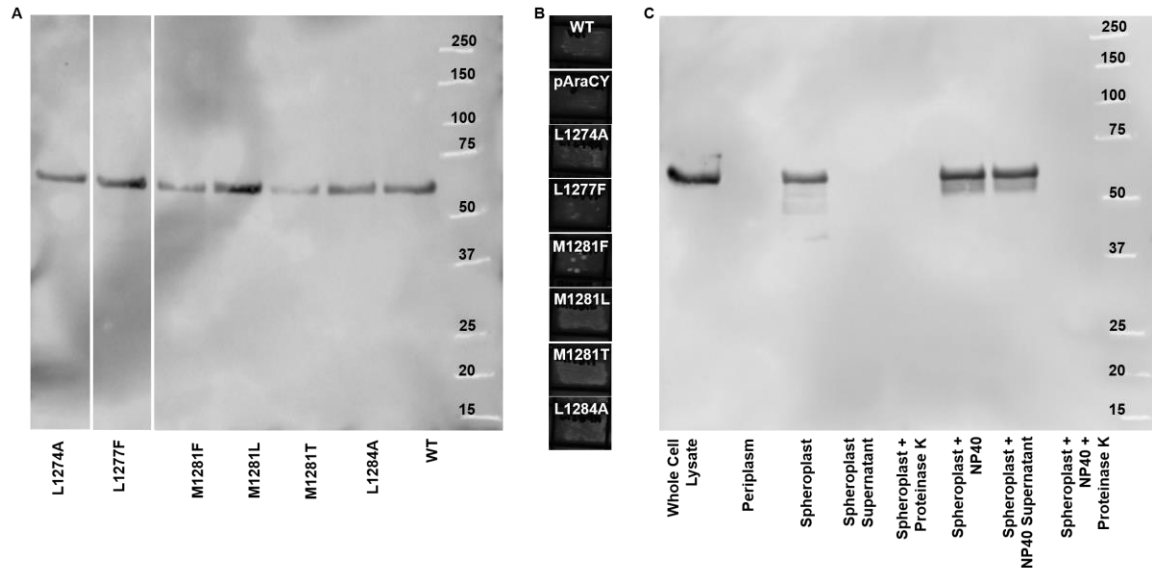 A
250
150
100
75
50
37
25
20
15
L1274A
L1277F
M1281F
M1281L
M1281T
L1284A
WT
B
WT
pAraCY
L1274A
L1277F
M1281F
M1281L
M1281T
L1284A
C
250
150
100
75
50
37
25
20
15
Whole Cell
Lysate
Periplasm
Spheroplast
Spheroplast
Supernatant
Spheroplast +
Proteinase K
Spheroplast +
NP40
Spheroplast +
NP40 Supernatant
Spheroplast +
NP40 +
Proteinase K